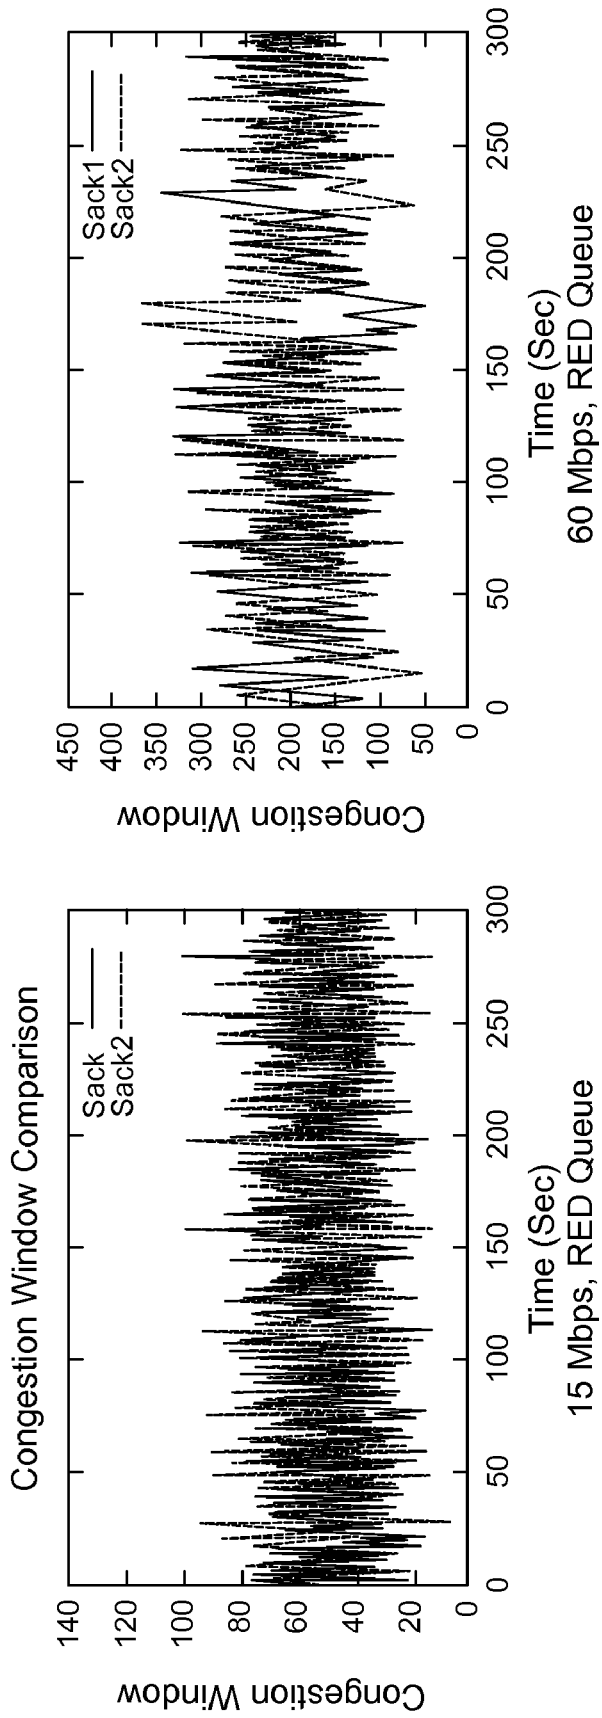 Congestion Window Comparison
Congestion Window
140
120
100
80
60
40
20
0
Sack
Sack2
0
50
100
150
200
250
300
Time (Sec)
15 Mbps, RED Queue
Congestion Window
450
400
350
300
250
200
150
100
50
0
Sack1
Sack2
0
50
100
150
200
250
300
Time (Sec)
60 Mbps, RED Queue